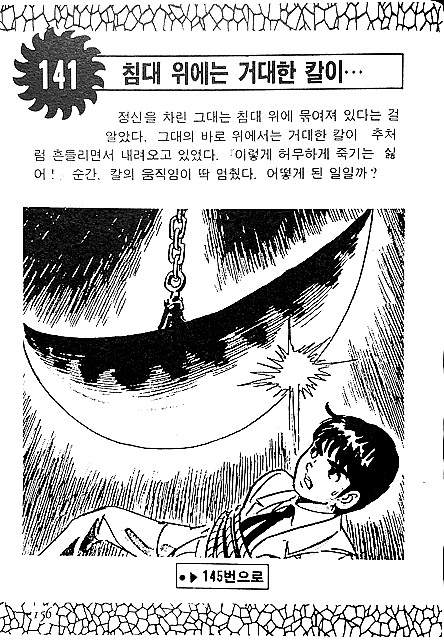 141
침대 위에는 거대한 칼이…
정신을 차린 그대는 침대 위에 묶여져 있다는 걸
알았다. 그대의 바로 위에서는 거대한 칼이 추처
럼 흔들리면서 내려오고 있었다. 『이렇게 허무하게 죽기는 싫
어!』 순간, 칼의 움직임이 딱 멈췄다. 어떻게 된 일일까?
●▶145번으로
156